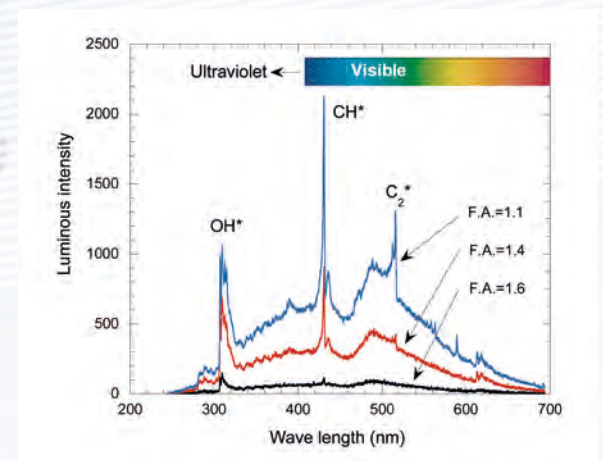 2500
2000
1500
1000
500
0
Luminous intensity
Ultraviolet
Visible
CH*
C₂*
OH*
F.A.=1.1
F.A.=1.4
F.A.=1.6
200 300 400 500 600 700
Wave length (nm)